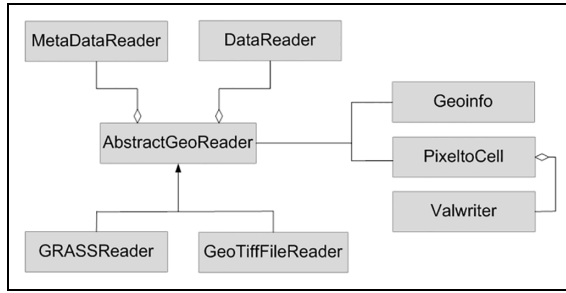 MetaDataReader
DataReader
Geoinfo
AbstractGeoReader
PixeltoCell
Valwriter
GRASSReader
GeoTiffFileReader